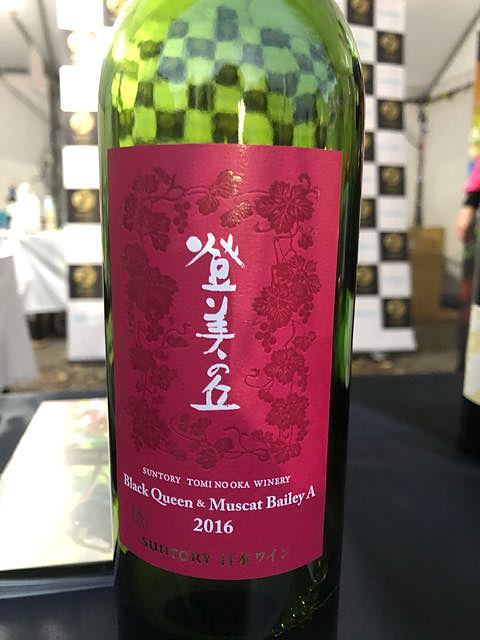 登美の丘
SUNTORY TOMI NO OKA WINERY
Black Queen & Muscat Bailey A
2016
SUNTORY 日本ワイン